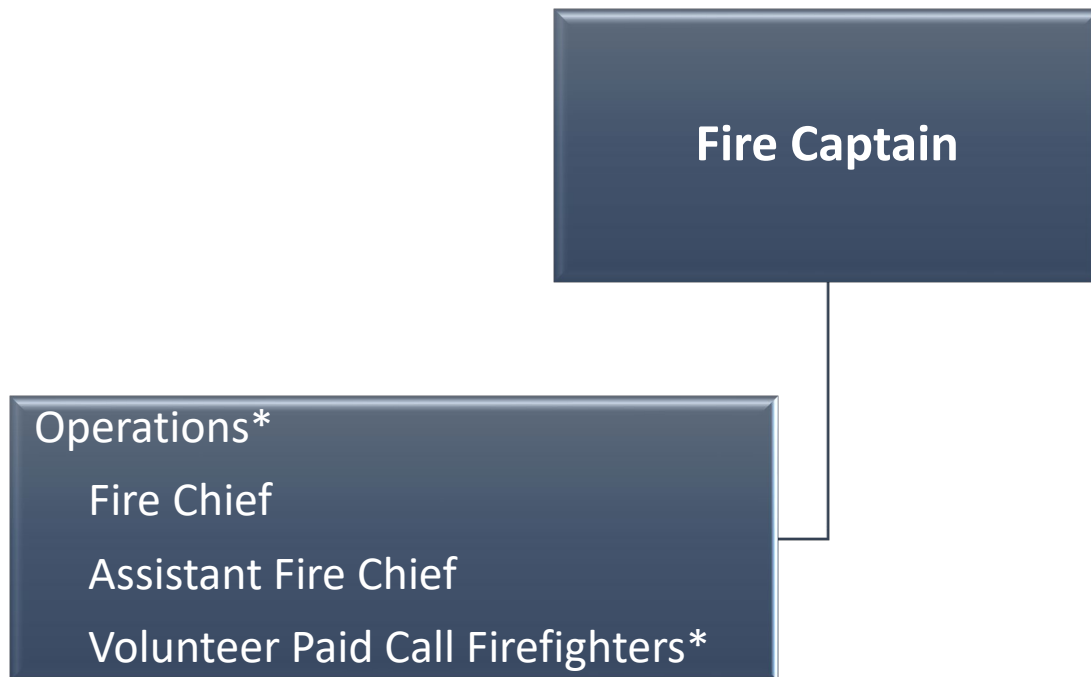 Fire Captain
Operations*
Fire Chief
Assistant Fire Chief
Volunteer Paid Call Firefighters*